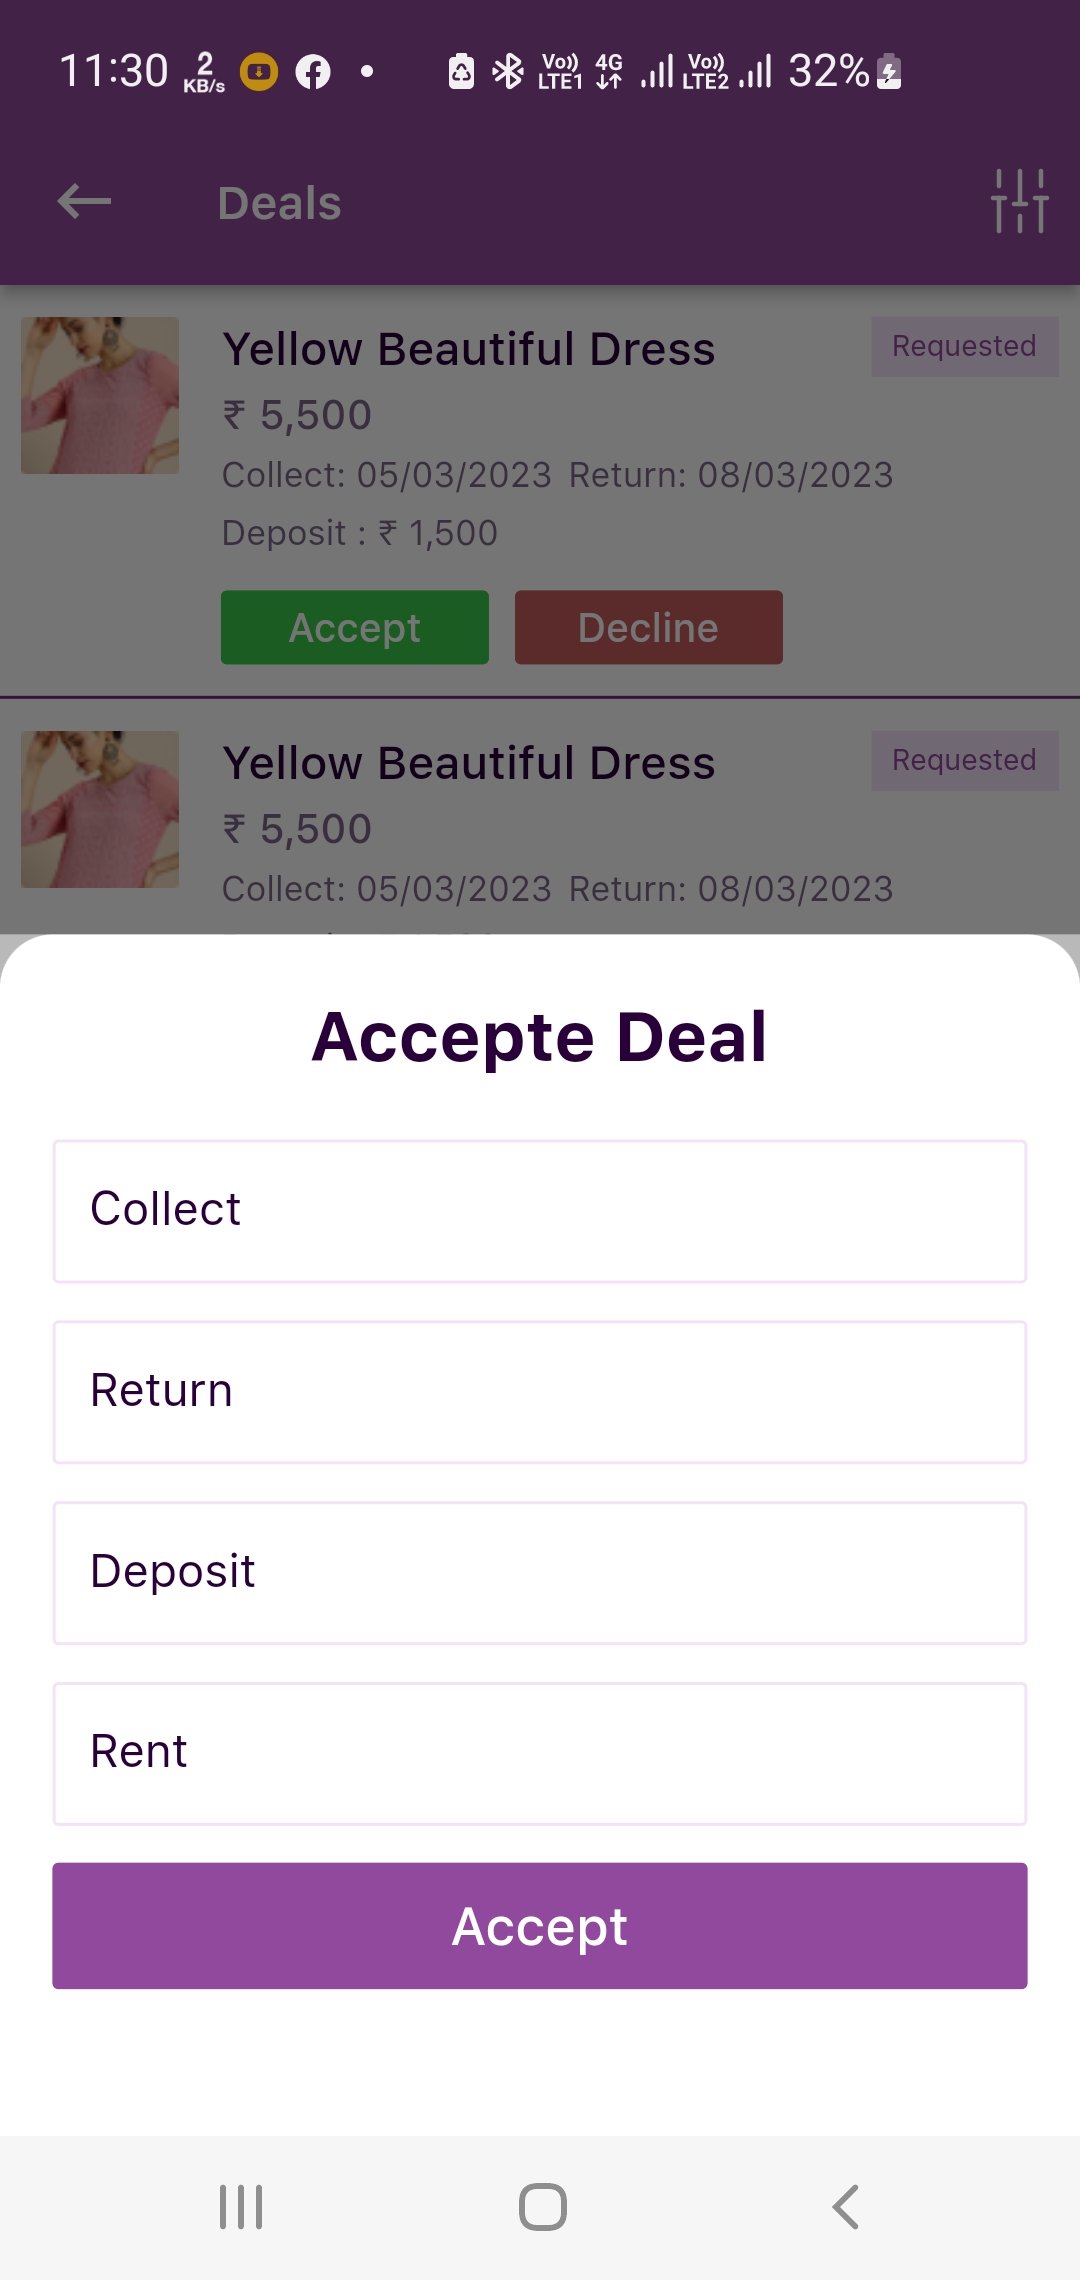 11:30 2 KB/s Vo)) LTE1 4G Vo)) LTE2 32%
Deals
Yellow Beautiful Dress Requested
₹ 5,500
Collect: 05/03/2023 Return: 08/03/2023
Deposit : ₹ 1,500
Accept Decline
Yellow Beautiful Dress Requested
₹ 5,500
Collect: 05/03/2023 Return: 08/03/2023
Accepte Deal
Collect
Return
Deposit
Rent
Accept